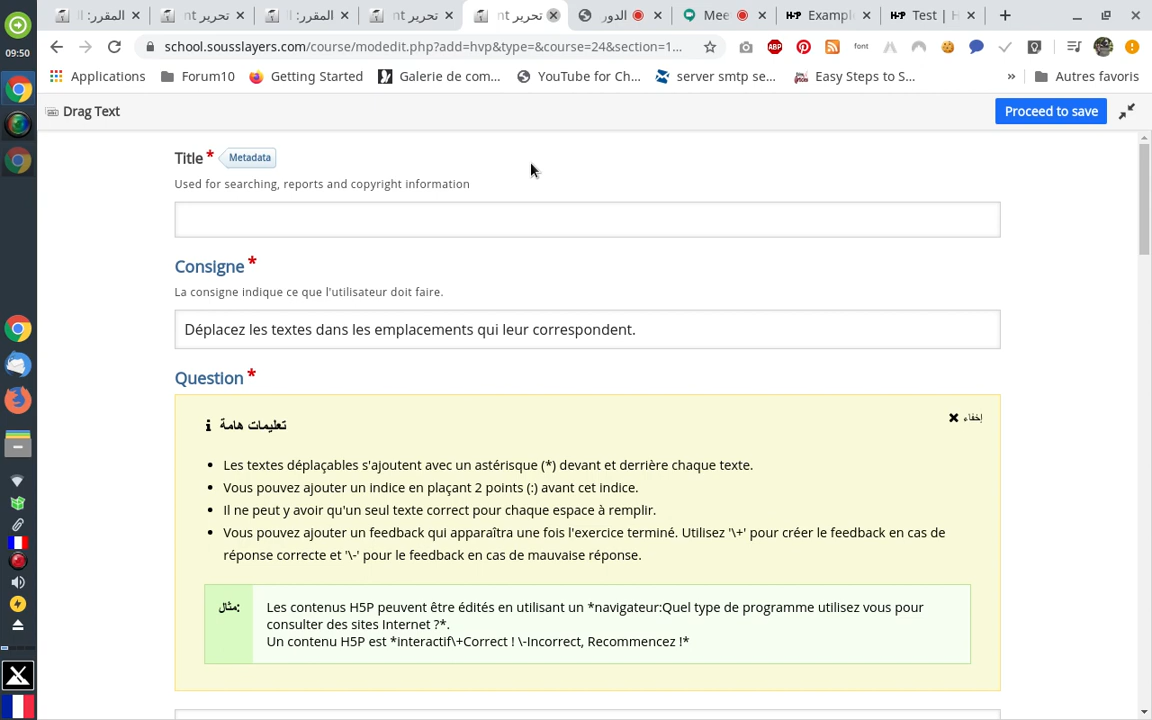 المقرر: ا
تحرير nt
المقرر: ا
تحرير nt
تحرير nt
الدور
Mee
Exampl
Test | H
09:50
school.sousslayers.com/course/modedit.php?add=hvp&type=&course=24&section=1...
Applications
Forum10
Getting Started
Galerie de com...
YouTube for Ch...
server smtp se...
Easy Steps to S...
»
Autres favoris
Drag Text
Proceed to save
Title *
Metadata
Used for searching, reports and copyright information
Consigne *
La consigne indique ce que l'utilisateur doit faire.
Déplacez les textes dans les emplacements qui leur correspondent.
Question *
تعليمات هامة
إخفاء
Les textes déplaçables s'ajoutent avec un astérisque (*) devant et derrière chaque texte.
Vous pouvez ajouter un indice en plaçant 2 points (:) avant cet indice.
Il ne peut y avoir qu'un seul texte correct pour chaque espace à remplir.
Vous pouvez ajouter un feedback qui apparaîtra une fois l'exercice terminé. Utilisez '\+' pour créer le feedback en cas de
réponse correcte et '\-' pour le feedback en cas de mauvaise réponse.
مثال:
Les contenus H5P peuvent être édités en utilisant un *navigateur:Quel type de programme utilisez vous pour
consulter des sites Internet ?*.
Un contenu H5P est *interactif\+Correct ! \-Incorrect, Recommencez !*